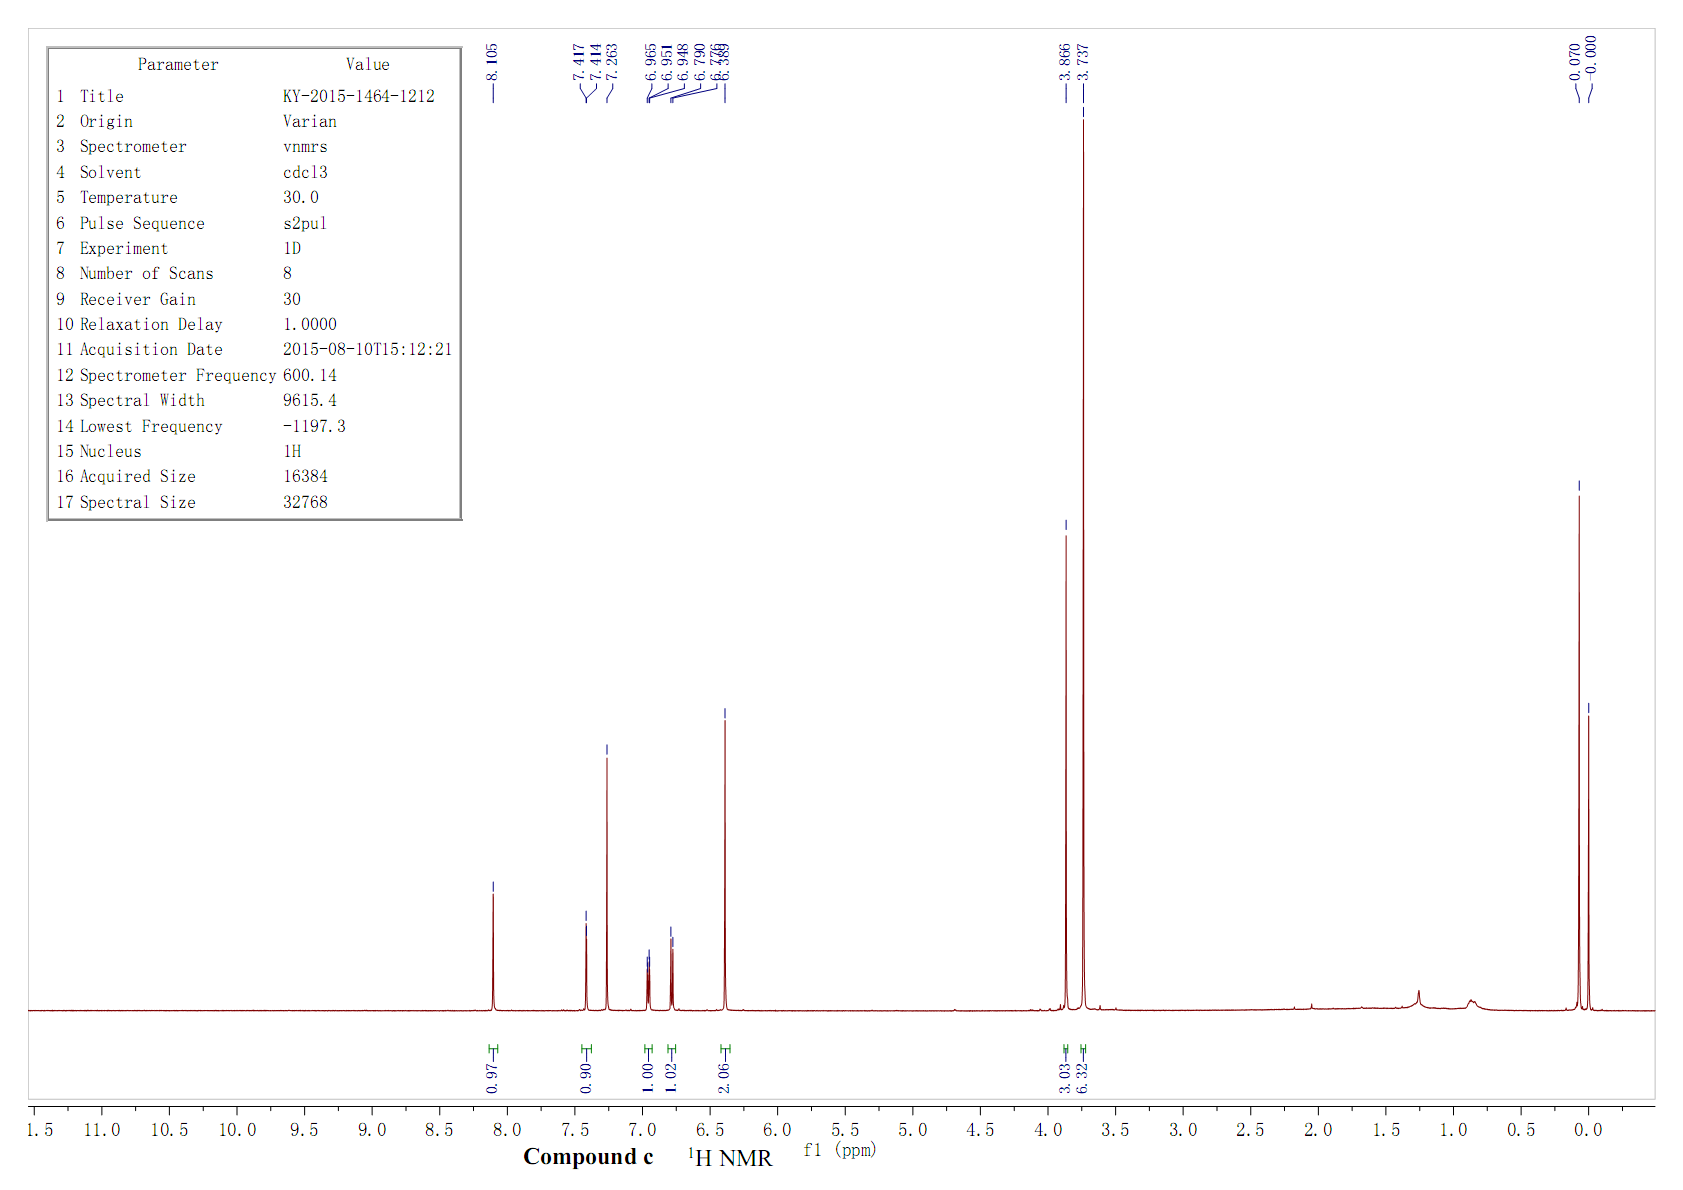 8.105
7.417
7.414
7.263
6.965
6.951
6.948
6.790
6.776
6.389
3.866
3.737
0.070
-0.000
Parameter Value
1 Title KY-2015-1464-1212
2 Origin Varian
3 Spectrometer vnmrs
4 Solvent cdcl3
5 Temperature 30.0
6 Pulse Sequence s2pul
7 Experiment 1D
8 Number of Scans 8
9 Receiver Gain 30
10 Relaxation Delay 1.0000
11 Acquisition Date 2015-08-10T15:12:21
12 Spectrometer Frequency 600.14
13 Spectral Width 9615.4
14 Lowest Frequency -1197.3
15 Nucleus 1H
16 Acquired Size 16384
17 Spectral Size 32768
0.97
0.90
1.00
1.02
2.06
3.03
6.32
1.5 11.0 10.5 10.0 9.5 9.0 8.5 8.0 7.5 7.0 6.5 6.0 5.5 5.0 4.5 4.0 3.5 3.0 2.5 2.0 1.5 1.0 0.5 0.0
f1 (ppm)
Compound c ¹H NMR